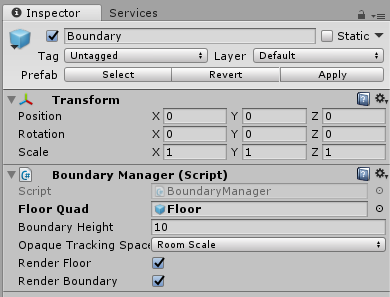 Inspector Services
Boundary Static
Tag Untagged Layer Default
Prefab Select Revert Apply
Transform
Position X 0 Y 0 Z 0
Rotation X 0 Y 0 Z 0
Scale X 1 Y 1 Z 1
Boundary Manager (Script)
Script BoundaryManager
Floor Quad Floor
Boundary Height 10
Opaque Tracking Space Room Scale
Render Floor
Render Boundary